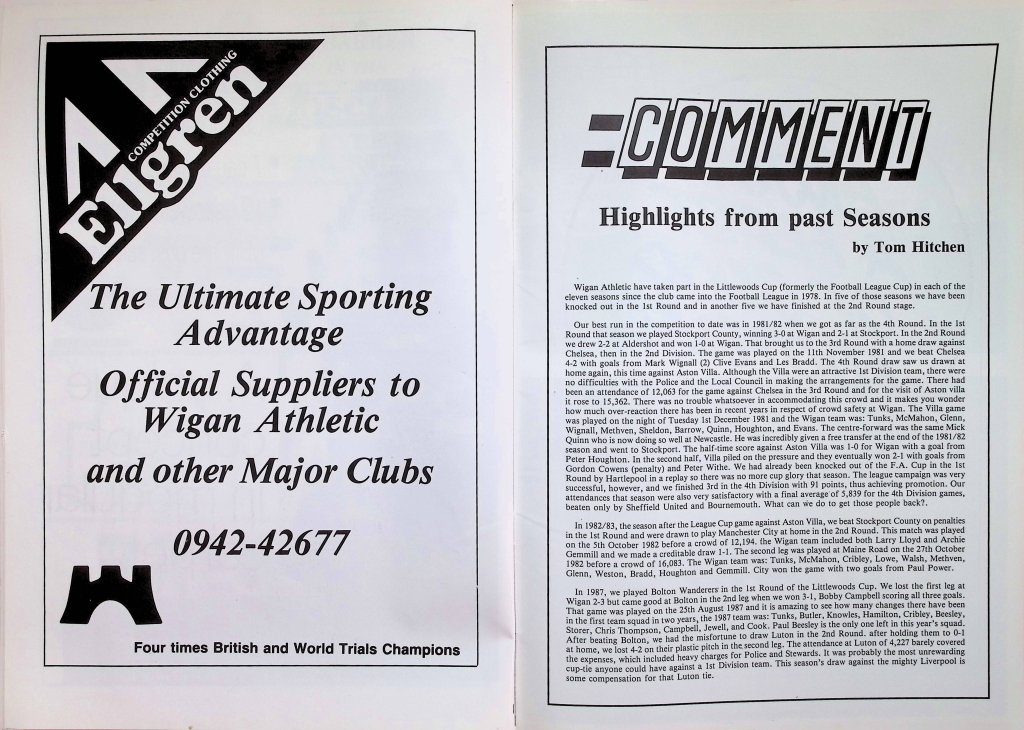 COMPETITION CLOTHING
Ellgren
The Ultimate Sporting
Advantage
Official Suppliers to
Wigan Athletic
and other Major Clubs
0942-42677
Four times British and World Trials Champions
COMMENT
Highlights from past Seasons
by Tom Hitchen
Wigan Athletic have taken part in the Littlewoods Cup (formerly the Football League Cup) in each of the
eleven seasons since the club came into the Football League in 1978. In five of those seasons we have been
knocked out in the 1st Round and in another five we have finished at the 2nd Round stage.
Our best run in the competition to date was in 1981/82 when we got as far as the 4th Round. In the 1st
Round that season we played Stockport County, winning 3-0 at Wigan and 2-1 at Stockport. In the 2nd Round
we drew 2-2 at Aldershot and won 1-0 at Wigan. That brought us to the 3rd Round with a home draw against
Chelsea, then in the 2nd Division. The game was played on the 11th November 1981 and we beat Chelsea
4-2 with goals from Mark Wignall (2) Clive Evans and Les Bradd. The 4th Round draw saw us drawn at
home again, this time against Aston Villa. Although the Villa were an attractive 1st Division team, there were
no difficulties with the Police and the Local Council in making the arrangements for the game. There had
been an attendance of 12,063 for the game against Chelsea in the 3rd Round and for the visit of Aston villa
it rose to 15,362. There was no trouble whatsoever in accommodating this crowd and it makes you wonder
how much over-reaction there has been in recent years in respect of crowd safety at Wigan. The Villa game
was played on the night of Tuesday 1st December 1981 and the Wigan team was: Tunks, McMahon, Glenn,
Wignall, Methven, Sheldon, Barrow, Quinn, Houghton, and Evans. The centre-forward was the same Mick
Quinn who is now doing so well at Newcastle. He was incredibly given a free transfer at the end of the 1981/82
season and went to Stockport. The half-time score against Aston Villa was 1-0 for Wigan with a goal from
Peter Houghton. In the second half, Villa piled on the pressure and they eventually won 2-1 with goals from
Gordon Cowens (penalty) and Peter Withe. We had already been knocked out of the F.A. Cup in the 1st
Round by Hartlepool in a replay so there was no more cup glory that season. The league campaign was very
successful, however, and we finished 3rd in the 4th Division with 91 points, thus achieving promotion. Our
attendances that season were also very satisfactory with a final average of 5,839 for the 4th Division games,
beaten only by Sheffield United and Bournemouth. What can we do to get those people back?.
In 1982/83, the season after the League Cup game against Aston Villa, we beat Stockport County on penalties
in the 1st Round and were drawn to play Manchester City at home in the 2nd Round. This match was played
on the 5th October 1982 before a crowd of 12,194. the Wigan team included both Larry Lloyd and Archie
Gemmill and we made a creditable draw 1-1. The second leg was played at Maine Road on the 27th October
1982 before a crowd of 16,083. The Wigan team was: Tunks, McMahon, Cribley, Lowe, Walsh, Methven,
Glenn, Weston, Bradd, Houghton and Gemmill. City won the game with two goals from Paul Power.
In 1987, we played Bolton Wanderers in the 1st Round of the Littlewoods Cup. We lost the first leg at
Wigan 2-3 but came good at Bolton in the 2nd leg when we won 3-1, Bobby Campbell scoring all three goals.
That game was played on the 25th August 1987 and it is amazing to see how many changes there have been
in the first team squad in two years, the 1987 team was: Tunks, Butler, Knowles, Hamilton, Cribley, Beesley,
Storer, Chris Thompson, Campbell, Jewell, and Cook. Paul Beesley is the only one left in this year's squad.
After beating Bolton, we had the misfortune to draw Luton in the 2nd Round. after holding them to 0-1
at home, we lost 4-2 on their plastic pitch in the second leg. The attendance at Luton of 4,227 barely covered
the expenses, which included heavy charges for Police and Stewards. It was probably the most unrewarding
cup-tie anyone could have against a 1st Division team. This season's draw against the mighty Liverpool is
some compensation for that Luton tie.